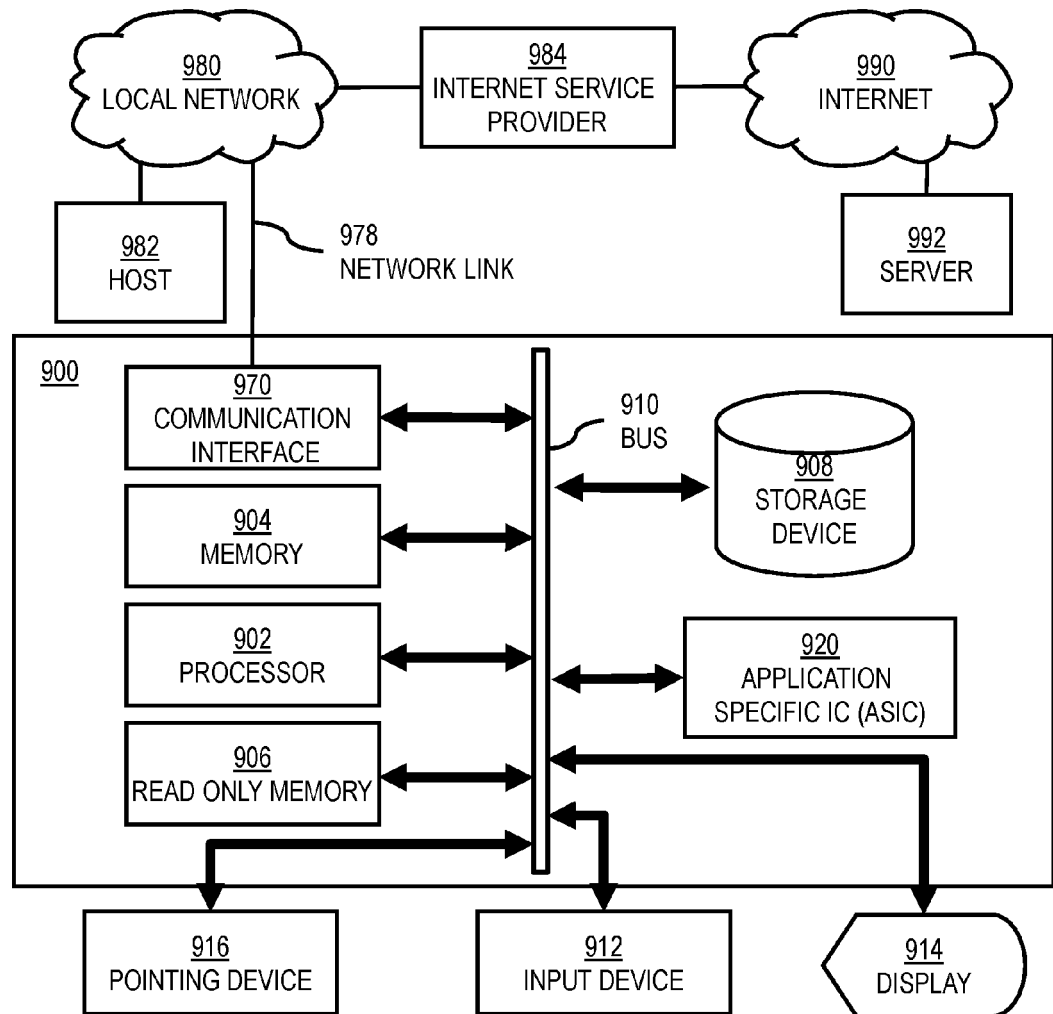 980
LOCAL NETWORK
984
INTERNET SERVICE
PROVIDER
990
INTERNET
982
HOST
978
NETWORK LINK
992
SERVER
900
970
COMMUNICATION
INTERFACE
910
BUS
908
STORAGE
DEVICE
904
MEMORY
902
PROCESSOR
920
APPLICATION
SPECIFIC IC (ASIC)
906
READ ONLY MEMORY
916
POINTING DEVICE
912
INPUT DEVICE
914
DISPLAY